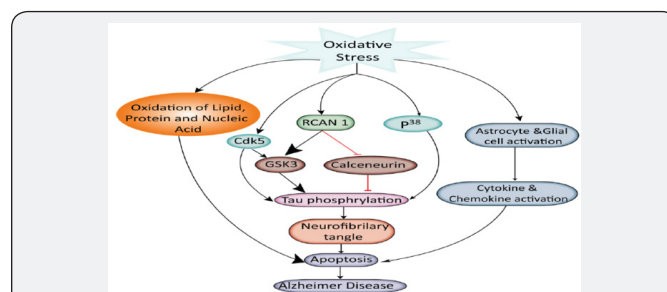 Oxidative
Stress
Oxidation of Lipid,
Protein and Nucleic
Acid
RCAN 1
p38
Cdk5
Astrocyte &Glial
cell activation
GSK3
Calceneurin
Cytokine &
Chemokine activation
Tau phosphrylation
Neurofibrilary
tangle
Apoptosis
Alzheimer Disease